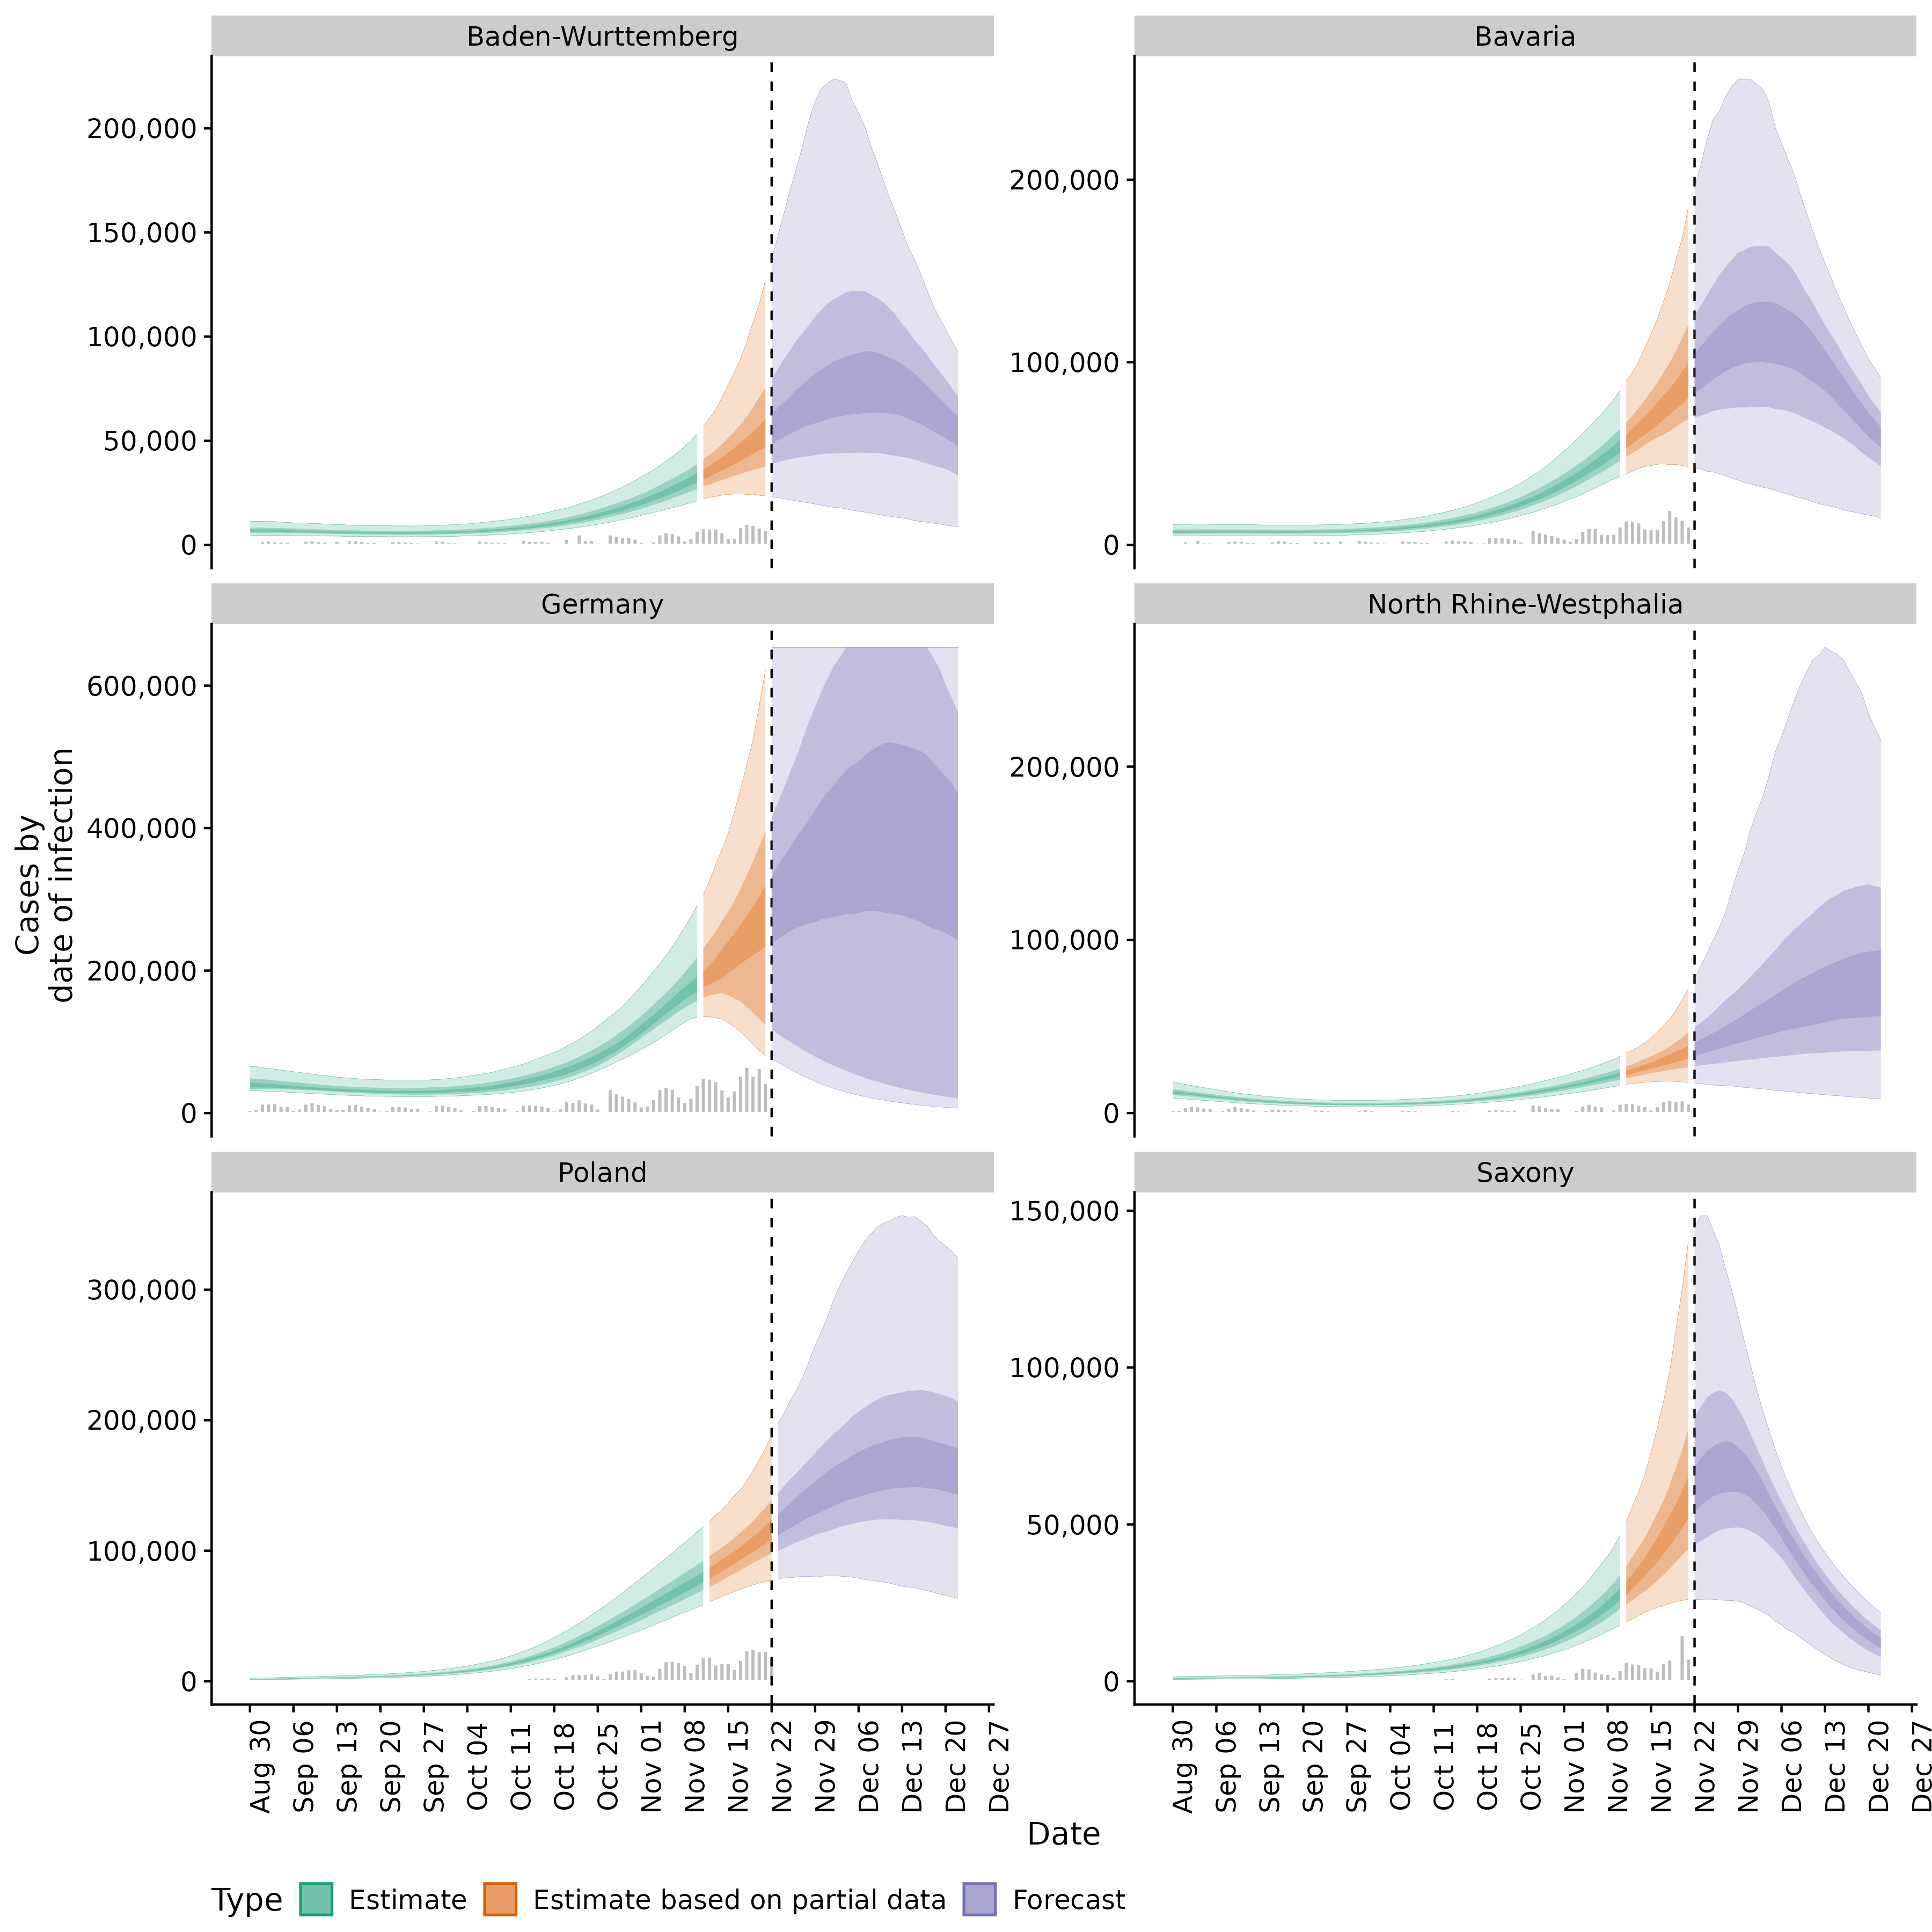 Baden-Wurttemberg
Bavaria
200,000
150,000
100,000
50,000
0
200,000
100,000
0
Germany
North Rhine-Westphalia
600,000
400,000
200,000
0
200,000
100,000
0
Cases by
date of infection
Poland
Saxony
300,000
200,000
100,000
0
150,000
100,000
50,000
0
Aug 30
Sep 06
Sep 13
Sep 20
Sep 27
Oct 04
Oct 11
Oct 18
Oct 25
Nov 01
Nov 08
Nov 15
Nov 22
Nov 29
Dec 06
Dec 13
Dec 20
Dec 27
Aug 30
Sep 06
Sep 13
Sep 20
Sep 27
Oct 04
Oct 11
Oct 18
Oct 25
Nov 01
Nov 08
Nov 15
Nov 22
Nov 29
Dec 06
Dec 13
Dec 20
Dec 27
Date
Type
Estimate
Estimate based on partial data
Forecast